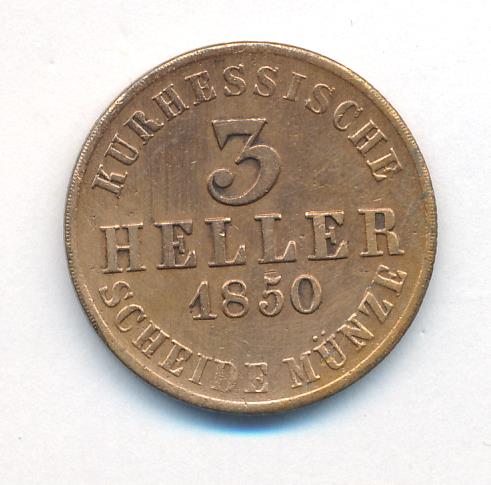 KURHESSISCHE
3
HELLER
1850
SCHEIDE MÜNZE